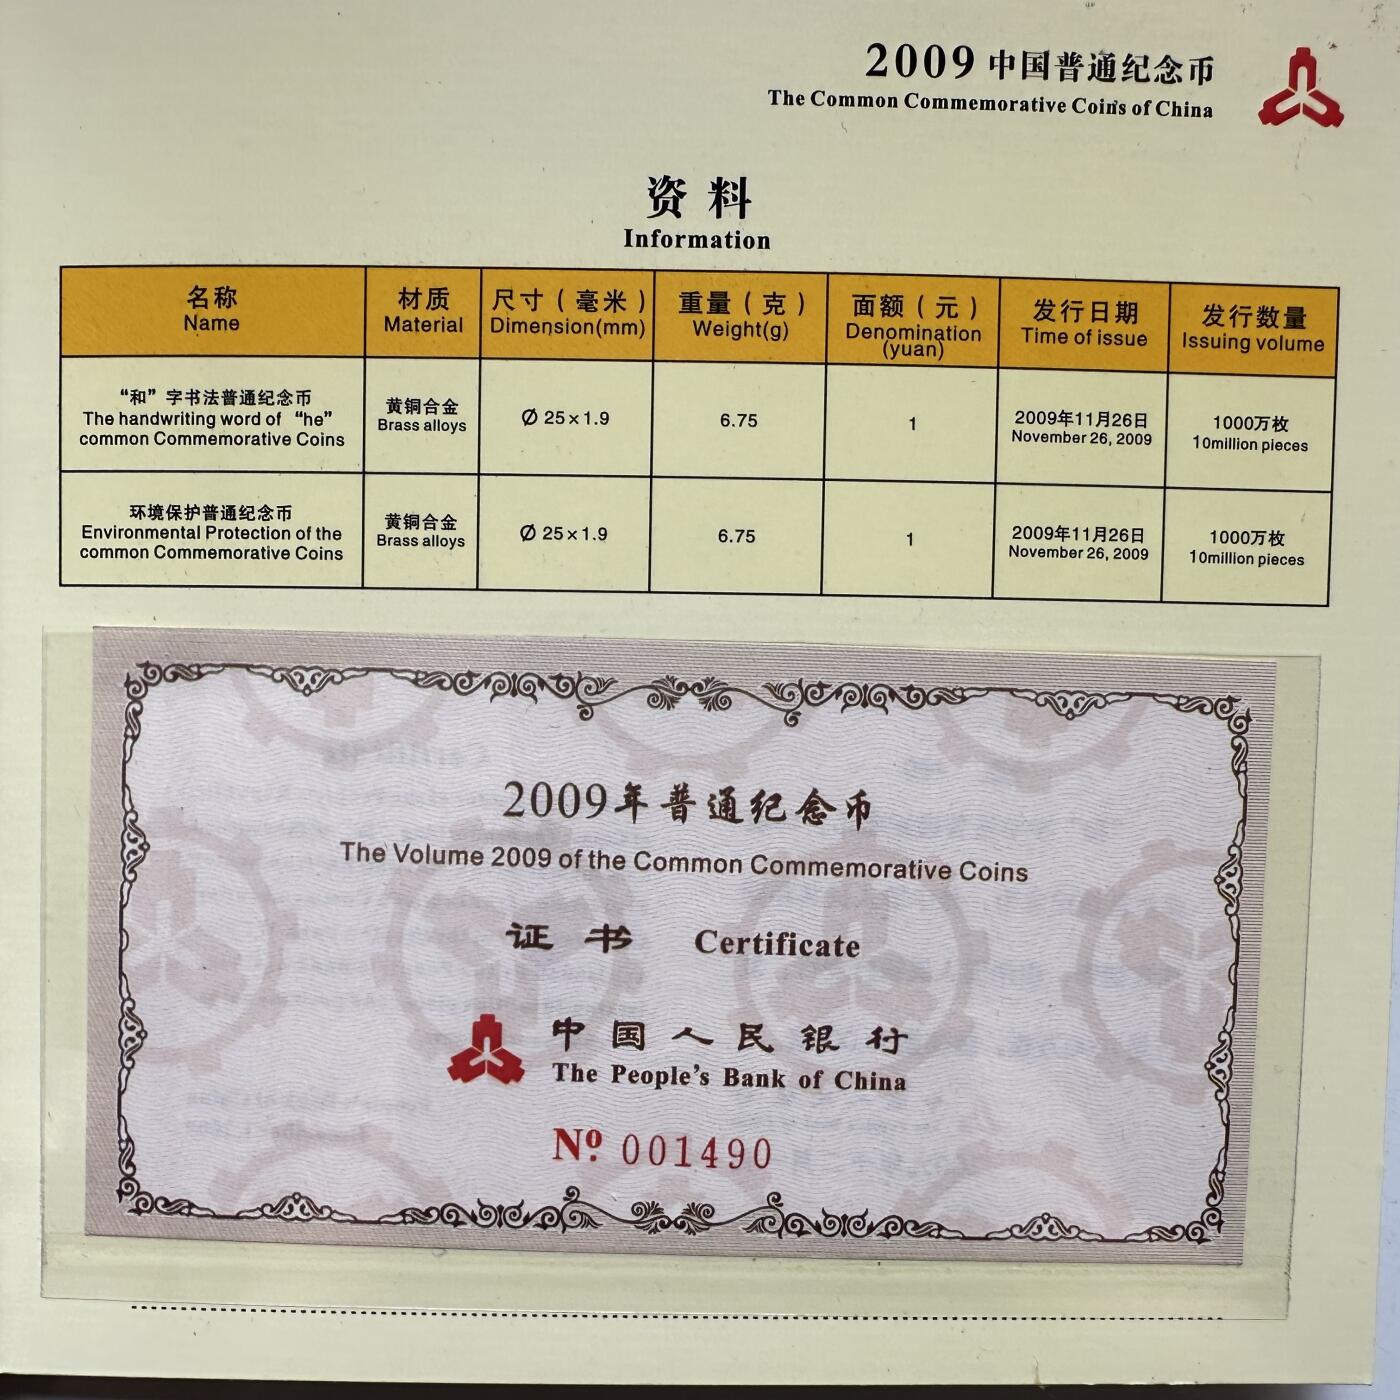 2009 中国普通纪念币
The Common Commemorative Coins of China
资料
Information
名称
Name
材质
Material
尺寸(毫米)
Dimension(mm)
重量(克)
Weight(g)
面额(元)
Denomination
(yuan)
发行日期
Time of issue
发行数量
Issuing volume
“和”字书法普通纪念币
The handwriting word of “he”
common Commemorative Coins
黄铜合金
Brass alloys
Ø 25×1.9
6.75
1
2009年11月26日
November 26, 2009
1000万枚
10million pieces
环境保护普通纪念币
Environmental Protection of the
common Commemorative Coins
黄铜合金
Brass alloys
Ø 25×1.9
6.75
1
2009年11月26日
November 26, 2009
1000万枚
10million pieces
2009年普通纪念币
The Volume 2009 of the Common Commemorative Coins
证书 Certificate
中国人民银行
The People's Bank of China
Nº 001490